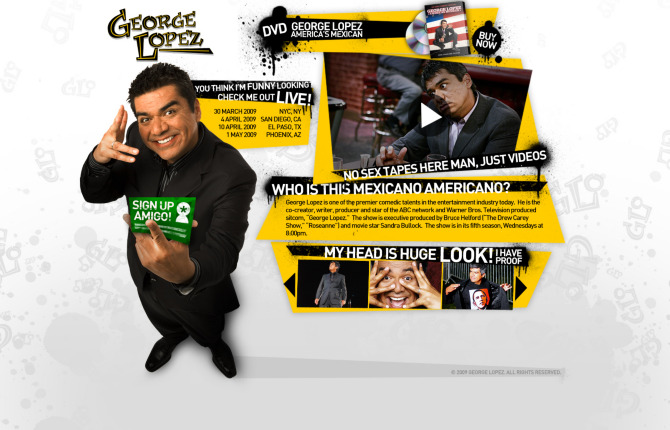 GEORGE
LOPEZ
DVD GEORGE LOPEZ
AMERICA'S MEXICAN
BUY
NOW
YOU THINK I'M FUNNY LOOKING
CHECK ME OUT LIVE!
30 MARCH 2009 NYC, NY
4 APRIL 2009 SAN DIEGO, CA
10 APRIL 2009 EL PASO, TX
1 MAY 2009 PHOENIX, AZ
NO SEX TAPES HERE MAN, JUST VIDEOS
SIGN UP
AMIGO!
WHO IS THIS MEXICANO AMERICANO?
George Lopez is one of the premier comedic talents in the entertainment industry today. He is the
co-creator, writer, producer and star of the ABC network and Warner Bros. Television produced
sitcom, "George Lopez." The show is executive produced by Bruce Helford ("The Drew Carey
Show," "Roseanne") and movie star Sandra Bullock. The show is in its fifth season, Wednesdays at
8:00pm.
MY HEAD IS HUGE LOOK! I HAVE
PROOF
© 2009 GEORGE LOPEZ. ALL RIGHTS RESERVED.